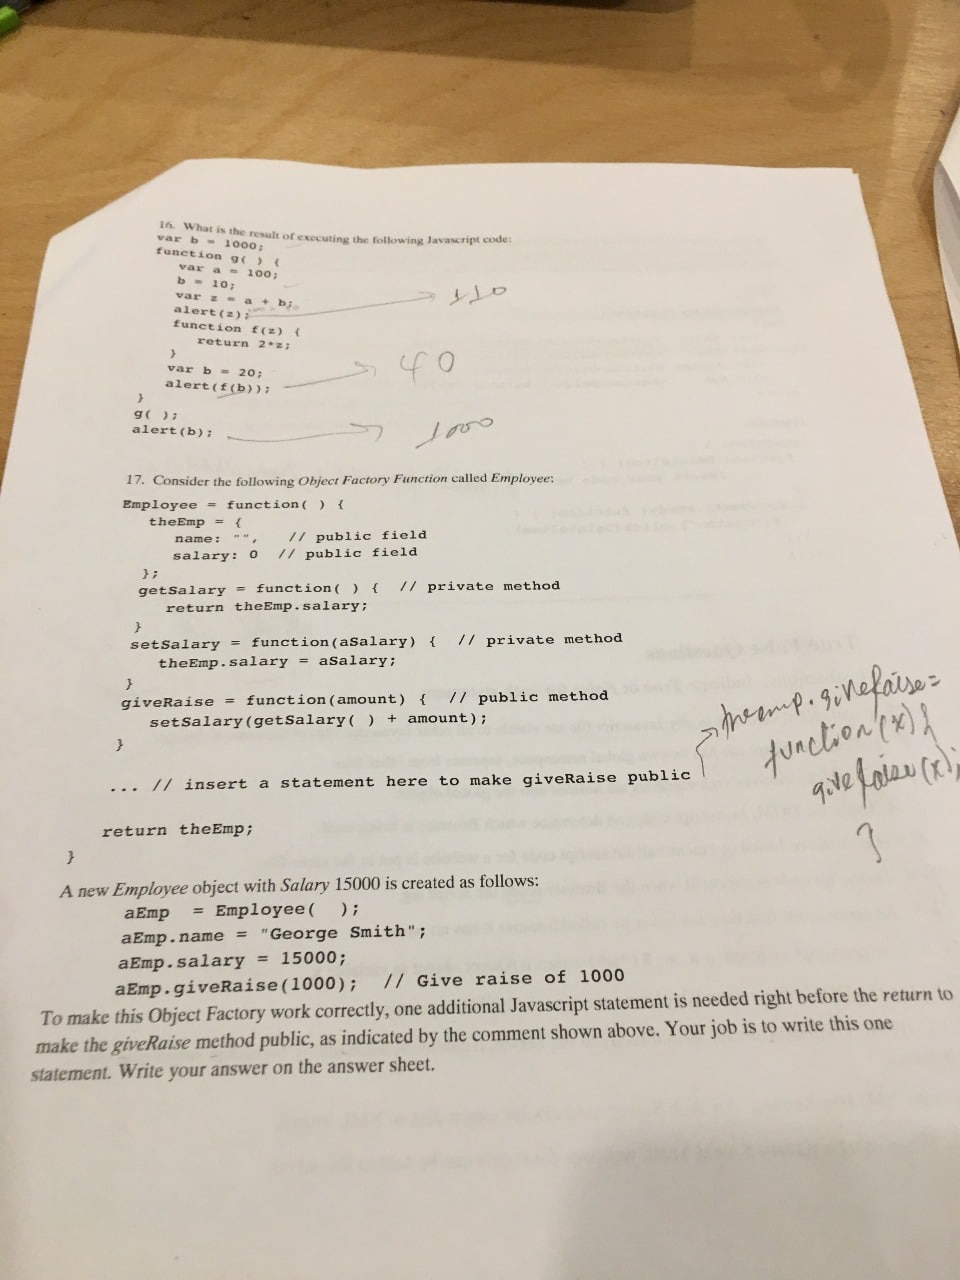 16. What is the result of executing the following Javascript code:
var b = 1000;
function g( ) {
var a = 100;
b = 10;
var z = a + b;
alert(z); → 110
function f(z) {
return 2*z;
}
var b = 20;
alert(f(b)); → 40
}
g( );
alert(b); → 1000
17. Consider the following Object Factory Function called Employee:
Employee = function( ) {
theEmp = {
name: "", // public field
salary: 0 // public field
};
getSalary = function( ) { // private method
return theEmp.salary;
}
setSalary = function(aSalary) { // private method
theEmp.salary = aSalary;
}
giveRaise = function(amount) { // public method
setSalary(getSalary( ) + amount);
}
... // insert a statement here to make giveRaise public
theemp.giveRaise =
function(x){
giveRaise(x);
}
return theEmp;
}
A new Employee object with Salary 15000 is created as follows:
aEmp = Employee( );
aEmp.name = "George Smith";
aEmp.salary = 15000;
aEmp.giveRaise(1000); // Give raise of 1000
To make this Object Factory work correctly, one additional Javascript statement is needed right before the return to
make the giveRaise method public, as indicated by the comment shown above. Your job is to write this one
statement. Write your answer on the answer sheet.